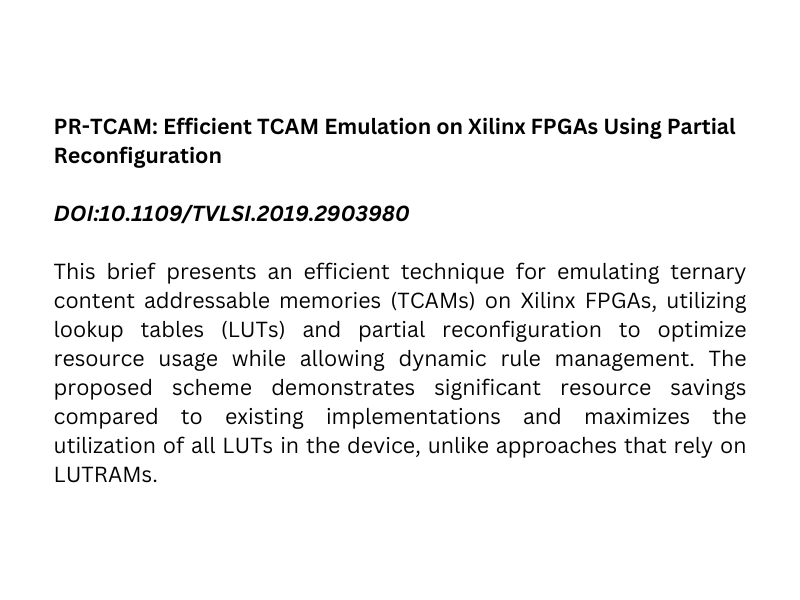 PR-TCAM: Efficient TCAM Emulation on Xilinx FPGAs Using Partial
Reconfiguration
DOI:10.1109/TVLSI.2019.2903980
This brief presents an efficient technique for emulating ternary
content addressable memories (TCAMs) on Xilinx FPGAs, utilizing
lookup tables (LUTs) and partial reconfiguration to optimize
resource usage while allowing dynamic rule management. The
proposed scheme demonstrates significant resource savings
compared to existing implementations and maximizes the
utilization of all LUTs in the device, unlike approaches that rely on
LUTRAMs.